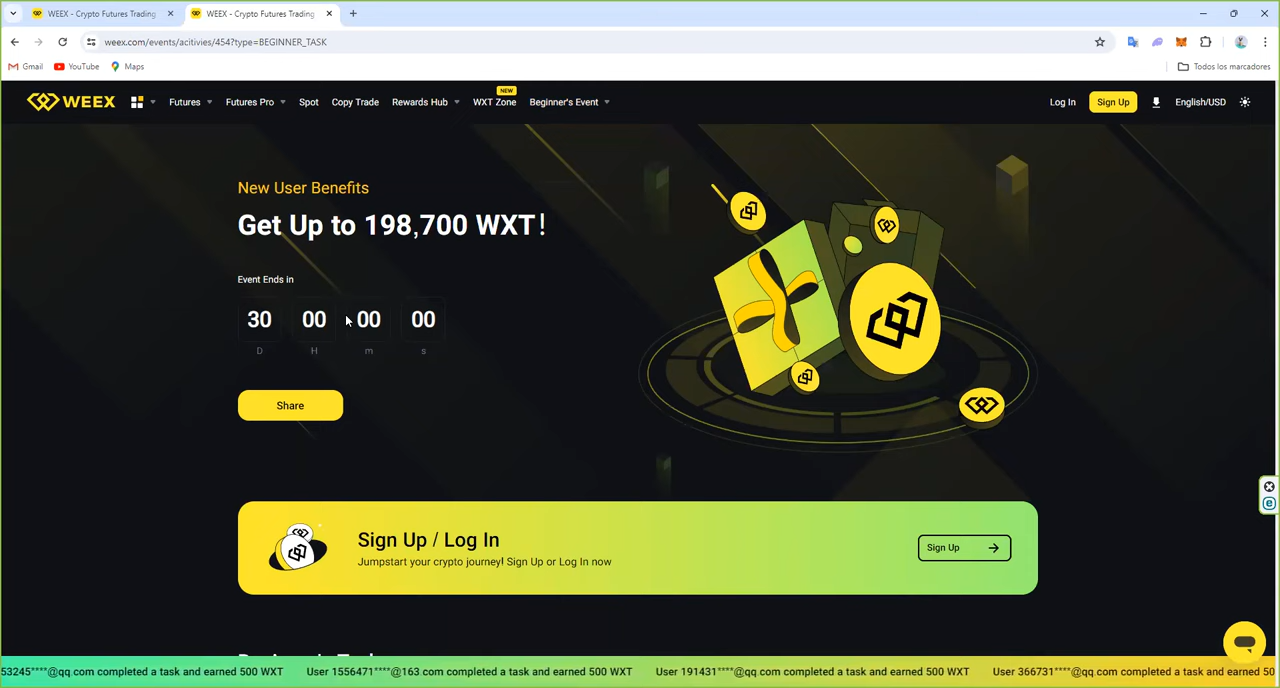 WEEX - Crypto Futures Trading
WEEX - Crypto Futures Trading
weex.com/events/acitivies/454?type=BEGINNER_TASK
Gmail YouTube Maps Todos los marcadores
WEEX Futures Futures Pro Spot Copy Trade Rewards Hub WXT Zone NEW Beginner's Event Log In Sign Up English/USD
New User Benefits
Get Up to 198,700 WXT!
Event Ends in
30 00 00 00
D H m s
Share
Sign Up / Log In
Jumpstart your crypto journey! Sign Up or Log In now
Sign Up
53245****@qq.com completed a task and earned 500 WXT User 1556471****@163.com completed a task and earned 500 WXT User 191431****@qq.com completed a task and earned 500 WXT User 366731****@qq.com completed a task and earned 50